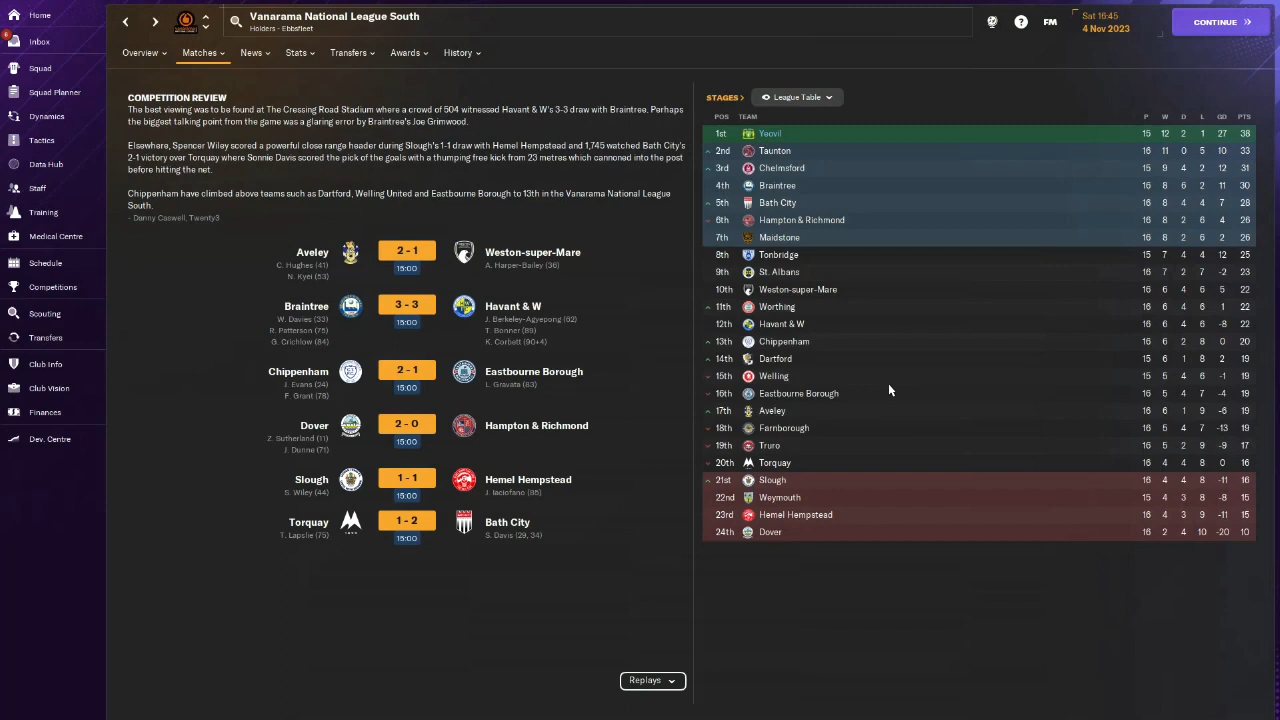 Home
6
Inbox
Squad
Squad Planner
Dynamics
Tactics
Data Hub
Staff
Training
Medical Centre
Schedule
Competitions
Scouting
Transfers
Club Info
Club Vision
Finances
Dev. Centre
Vanarama National League South
Holders - Ebbsfleet
? FM
Sat 16:45
4 Nov 2023
CONTINUE
Overview Matches News Stats Transfers Awards History
COMPETITION REVIEW
The best viewing was to be found at The Cressing Road Stadium where a crowd of 504 witnessed Havant & W's 3-3 draw with Braintree. Perhaps
the biggest talking point from the game was a glaring error by Braintree's Joe Grimwood.
Elsewhere, Spencer Wiley scored a powerful close range header during Slough's 1-1 draw with Hemel Hempstead and 1,745 watched Bath City's
2-1 victory over Torquay where Sonnie Davis scored the pick of the goals with a thumping free kick from 23 metres which cannoned into the post
before hitting the net.
Chippenham have climbed above teams such as Dartford, Welling United and Eastbourne Borough to 13th in the Vanarama National League
South.
- Danny Caswell, Twenty3
Aveley 2 - 1 Weston-super-Mare
C. Hughes (41) 15:00 A. Harper-Bailey (36)
N. Kyei (53)
Braintree 3 - 3 Havant & W
W. Davies (33) 15:00 J. Berkeley-Agyepong (62)
R. Patterson (75) T. Bonner (89)
G. Crichlow (84) K. Corbett (90+4)
Chippenham 2 - 1 Eastbourne Borough
J. Evans (24) 15:00 L. Gravata (83)
F. Grant (78)
Dover 2 - 0 Hampton & Richmond
Z. Sutherland (11) 15:00
J. Dunne (71)
Slough 1 - 1 Hemel Hempstead
S. Wiley (44) 15:00 J. Iaciofano (85)
Torquay 1 - 2 Bath City
T. Lapslie (75) 15:00 S. Davis (29, 34)
Replays
STAGES > League Table
POS TEAM P W D L GD PTS
1st Yeovil 15 12 2 1 27 38
2nd Taunton 16 11 0 5 10 33
3rd Chelmsford 15 9 4 2 12 31
4th Braintree 16 8 6 2 11 30
5th Bath City 16 8 4 4 7 28
6th Hampton & Richmond 16 8 2 6 4 26
7th Maidstone 16 8 2 6 2 26
8th Tonbridge 15 7 4 4 12 25
9th St. Albans 16 7 2 7 -2 23
10th Weston-super-Mare 16 6 4 6 5 22
11th Worthing 16 6 4 6 1 22
12th Havant & W 16 6 4 6 -8 22
13th Chippenham 16 6 2 8 0 20
14th Dartford 15 6 1 8 2 19
15th Welling 15 5 4 6 -1 19
16th Eastbourne Borough 16 5 4 7 -4 19
17th Aveley 16 6 1 9 -6 19
18th Farnborough 16 5 4 7 -13 19
19th Truro 16 5 2 9 -9 17
20th Torquay 16 4 4 8 0 16
21st Slough 16 4 4 8 -11 16
22nd Weymouth 15 4 3 8 -8 15
23rd Hemel Hempstead 16 4 3 9 -11 15
24th Dover 16 2 4 10 -20 10